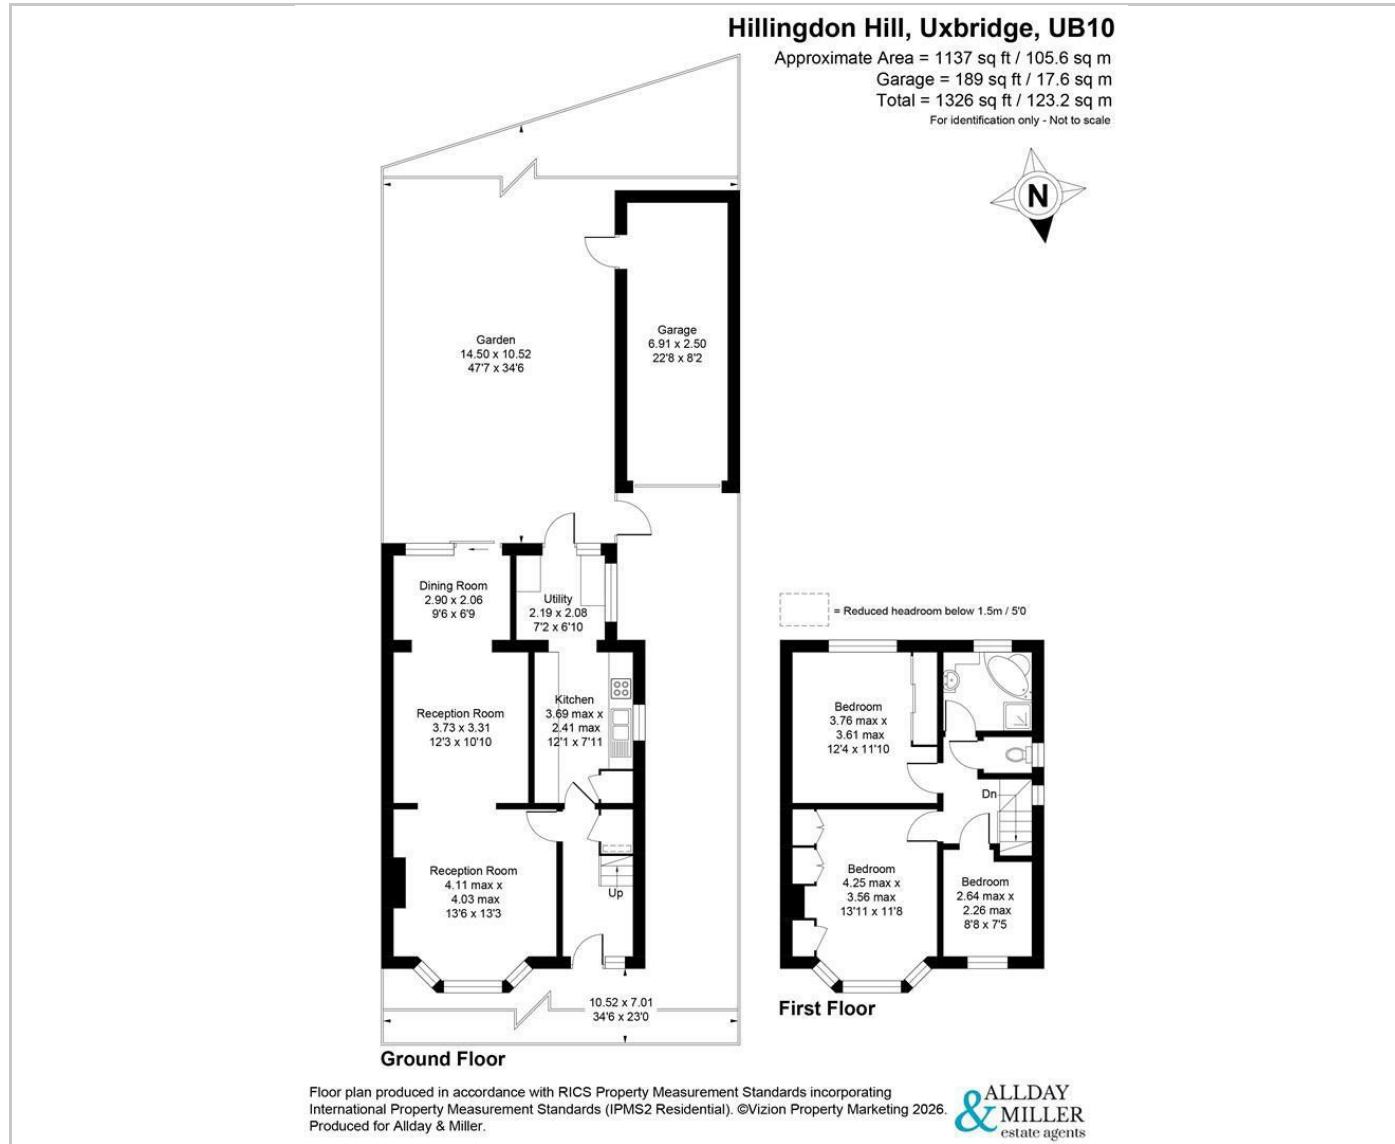 Hillingdon Hill, Uxbridge, UB10
Approximate Area = 1137 sq ft / 105.6 sq m
Garage = 189 sq ft / 17.6 sq m
Total = 1326 sq ft / 123.2 sq m
For identification only - Not to scale
N
Garden
14.50 x 10.52
47'7 x 34'6
Garage
6.91 x 2.50
22'8 x 8'2
Dining Room
2.90 x 2.06
9'6 x 6'9
Utility
2.19 x 2.08
7'2 x 6'10
Reception Room
3.73 x 3.31
12'3 x 10'10
Kitchen
3.69 max x
2.41 max
12'1 x 7'11
Reception Room
4.11 max x
4.03 max
13'6 x 13'3
Up
10.52 x 7.01
34'6 x 23'0
Ground Floor
= Reduced headroom below 1.5m / 5'0
Bedroom
3.76 max x
3.61 max
12'4 x 11'10
Dn
Bedroom
4.25 max x
3.56 max
13'11 x 11'8
Bedroom
2.64 max x
2.26 max
8'8 x 7'5
First Floor
Floor plan produced in accordance with RICS Property Measurement Standards incorporating
International Property Measurement Standards (IPMS2 Residential). ©Vizion Property Marketing 2026.
Produced for Allday & Miller.
ALLDAY
& MILLER
estate agents